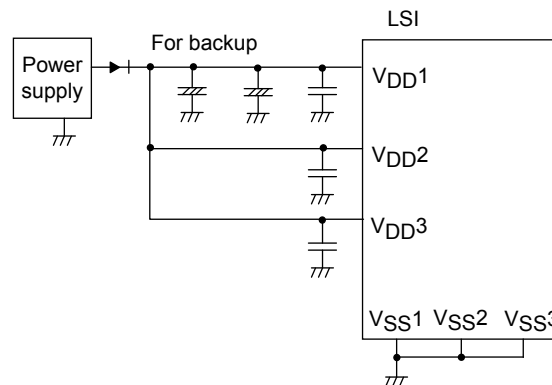 LSI
For backup
Power
supply
VDD1
VDD2
VDD3
VSS1
VSS2
VSS3